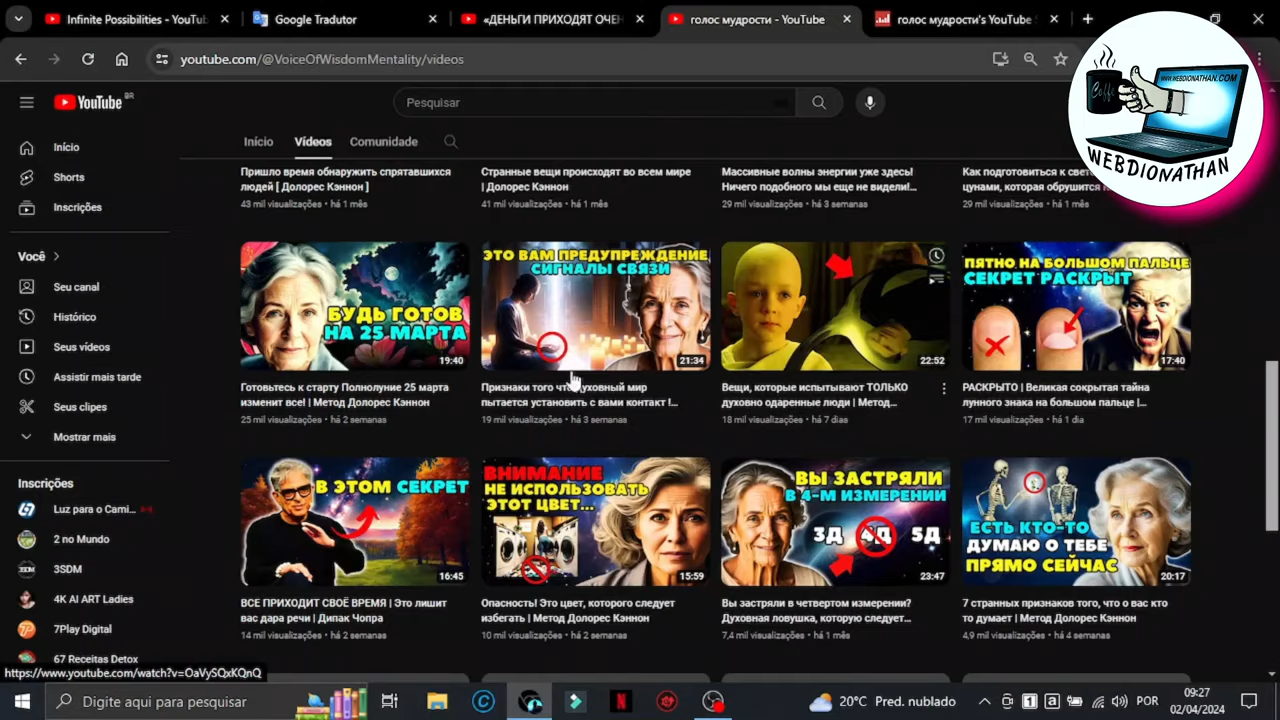 Infinite Possibilities - YouTub
Google Tradutor
«ДЕНЬГИ ПРИХОДЯТ ОЧЕН
голос мудрости - YouTube
голос мудрости's YouTube S
youtube.com/@VoiceOfWisdomMentality/videos
WWW.WEBDIONATHAN.COM
Coffe
WEBDIONATHAN
YouTube BR
Pesquisar
Início
Vídeos
Comunidade
Início
Shorts
Inscrições
Você
Seu canal
Histórico
Seus vídeos
Assistir mais tarde
Seus clipes
Mostrar mais
Inscrições
Luz para o Cami...
2 no Mundo
3SDM
4K AI ART Ladies
7Play Digital
67 Receitas Detox
Пришло время обнаружить спрятавшихся
людей [ Долорес Кэннон ]
43 mil visualizações • há 1 mês
Странные вещи происходят во всем мире
| Долорес Кэннон
41 mil visualizações • há 1 mês
Массивные волны энергии уже здесь!
Ничего подобного мы еще не видели!...
29 mil visualizações • há 3 semanas
Как подготовиться к свето
цунами, которая обрушится н
29 mil visualizações • há 1 mês
БУДЬ ГОТОВ
НА 25 МАРТА
19:40
Готовьтесь к старту Полнолуние 25 марта
изменит все! | Метод Долорес Кэннон
25 mil visualizações • há 2 semanas
ЭТО ВАМ ПРЕДУПРЕЖДЕНИЕ
СИГНАЛЫ СВЯЗИ
21:34
Признаки того что духовный мир
пытается установить с вами контакт !...
19 mil visualizações • há 3 semanas
22:52
Вещи, которые испытывают ТОЛЬКО
духовно одаренные люди | Метод...
18 mil visualizações • há 7 dias
ПЯТНО НА БОЛЬШОМ ПАЛЬЦЕ
СЕКРЕТ РАСКРЫТ
17:40
РАСКРЫТО | Великая сокрытая тайна
лунного знака на большом пальце |...
17 mil visualizações • há 1 dia
В ЭТОМ СЕКРЕТ
16:45
ВСЕ ПРИХОДИТ СВОЁ ВРЕМЯ | Это лишит
вас дара речи | Дипак Чопра
14 mil visualizações • há 2 semanas
ВНИМАНИЕ
НЕ ИСПОЛЬЗОВАТЬ
ЭТОТ ЦВЕТ...
15:59
Опасность! Это цвет, которого следует
избегать | Метод Долорес Кэннон
10 mil visualizações • há 2 semanas
ВЫ ЗАСТРЯЛИ
В 4-М ИЗМЕРЕНИИ
3Д 4Д 5Д
23:47
Вы застряли в четвертом измерении?
Духовная ловушка, которую следует...
7,4 mil visualizações • há 1 mês
ЕСТЬ КТО-ТО
ДУМАЮ О ТЕБЕ
ПРЯМО СЕЙЧАС
20:17
7 странных признаков того, что о вас кто
то думает | Метод Долорес Кэннон
4,9 mil visualizações • há 4 semanas
https://www.youtube.com/watch?v=OaVySQxKQnQ
Digite aqui para pesquisar
20°C Pred. nublado
POR
09:27
02/04/2024